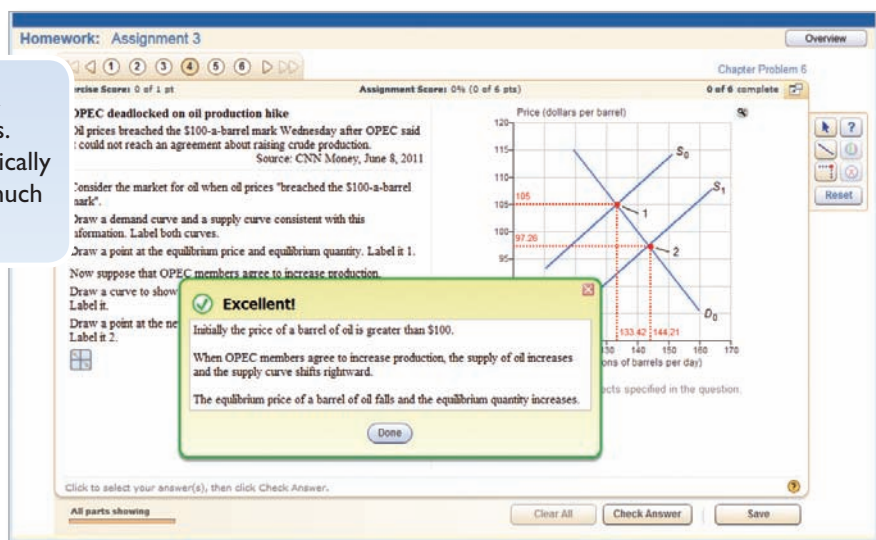 Homework: Assignment 3
Overview
1 2 3 4 5 6
Chapter Problem 6
rcise Score: 0 of 1 pt
Assignment Score: 0% (0 of 6 pts)
0 of 6 complete
s.
ically
nuch
OPEC deadlocked on oil production hike
Oil prices breached the $100-a-barrel mark Wednesday after OPEC said
t could not reach an agreement about raising crude production.
Source: CNN Money, June 8, 2011
Consider the market for oil when oil prices "breached the $100-a-barrel
mark".
Draw a demand curve and a supply curve consistent with this
nformation. Label both curves.
Draw a point at the equilibrium price and equilibrium quantity. Label it 1.
Now suppose that OPEC members agree to increase production.
Draw a curve to show
Label it.
Draw a point at the ne
Label it 2.
Price (dollars per barrel)
120
115
110
105
100
95
105
97.26
S0
S1
1
2
D0
133.42 144.21
130 140 150 160 170
ons of barrels per day)
ects specified in the question.
?
Reset
Excellent!
Initially the price of a barrel of oil is greater than $100.
When OPEC members agree to increase production, the supply of oil increases
and the supply curve shifts rightward.
The equlibrium price of a barrel of oil falls and the equilibrium quantity increases.
Done
Click to select your answer(s), then click Check Answer.
?
All parts showing
Clear All
Check Answer
Save